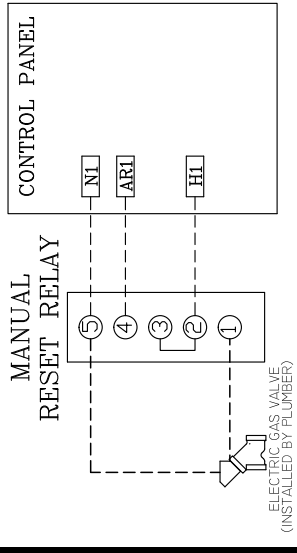 CONTROL PANEL
N1
AR1
H1
MANUAL
RESET RELAY
5
4
3
2
1
ELECTRIC GAS VALVE
(INSTALLED BY PLUMBER)